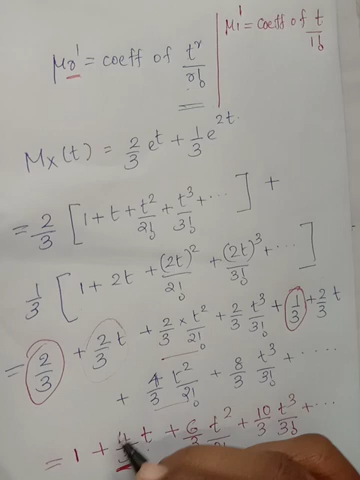 μr' = coeff of t^r/r!
μ1' = coeff of t/1!
Mx(t) = 2/3 e^t + 1/3 e^2t
= 2/3 [1 + t + t^2/2! + t^3/3! + ...] +
1/3 [1 + 2t + (2t)^2/2! + (2t)^3/3! + ...]
= 2/3 + 2/3 t + 2/3 × t^2/2! + 2/3 t^3/3! + 1/3 + 2/3 t
+ 4/3 t^2/2! + 8/3 t^3/3! + ...
= 1 + 4/3 t + 6/3 t^2/2! + 10/3 t^3/3! + ...